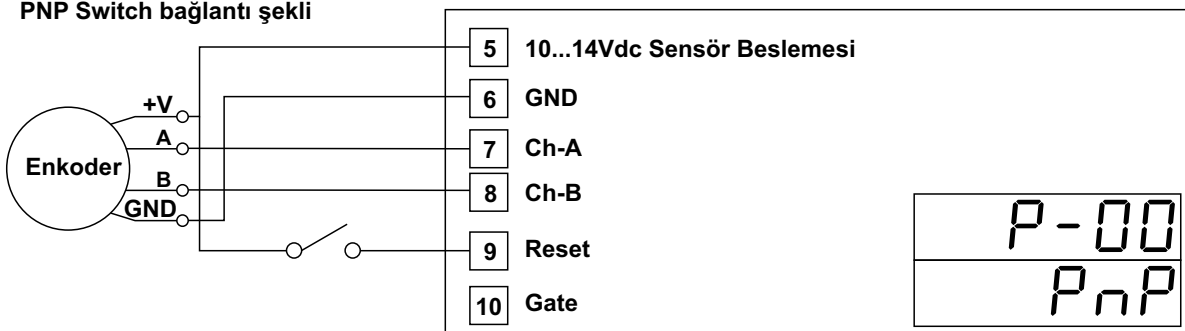 PNP Switch bağlantı şekli
5 10...14Vdc Sensör Beslemesi
+V
6 GND
A
7 Ch-A
Enkoder
B
8 Ch-B
GND
9 Reset
10 Gate
P-00
PnP